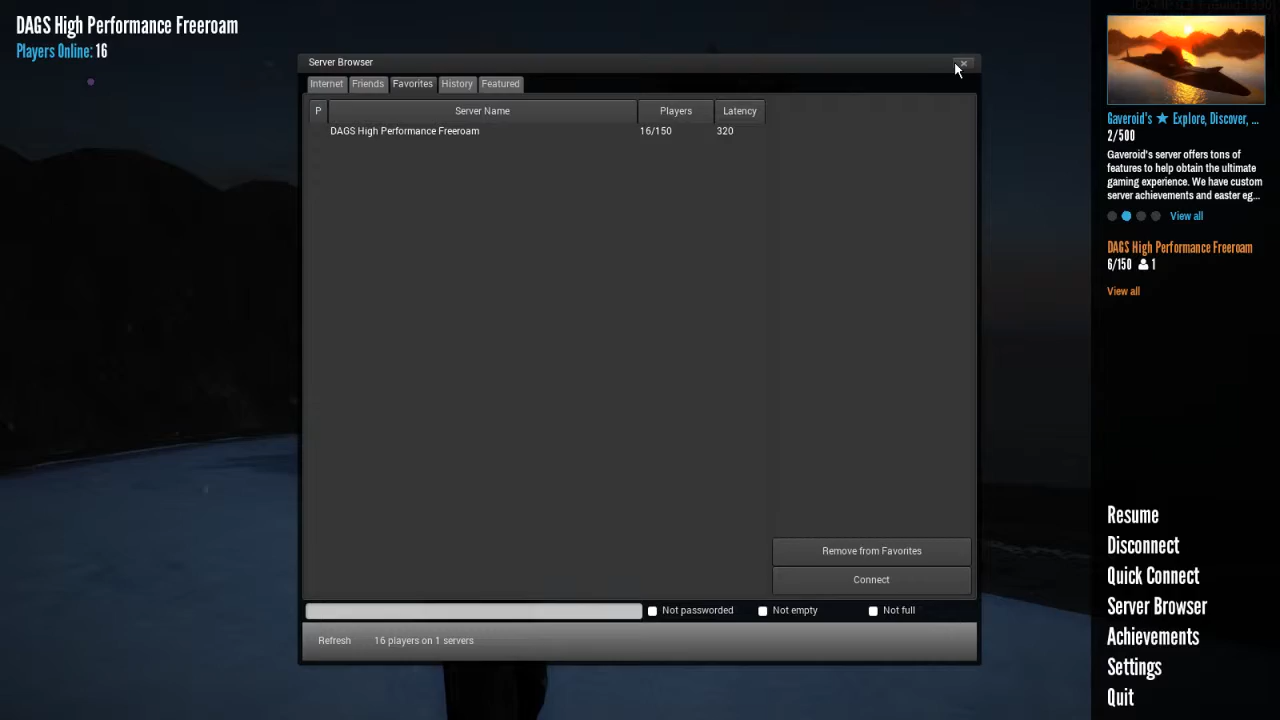 DAGS High Performance Freeroam
Players Online: 16
Server Browser
Internet Friends Favorites History Featured
P Server Name Players Latency
DAGS High Performance Freeroam 16/150 320
Remove from Favorites
Connect
Not passworded Not empty Not full
Refresh 16 players on 1 servers
Gaveroid's ★ Explore, Discover, ...
2/500
Gaveroid's server offers tons of
features to help obtain the ultimate
gaming experience. We have custom
server achievements and easter eg...
View all
DAGS High Performance Freeroam
6/150 1
View all
Resume
Disconnect
Quick Connect
Server Browser
Achievements
Settings
Quit